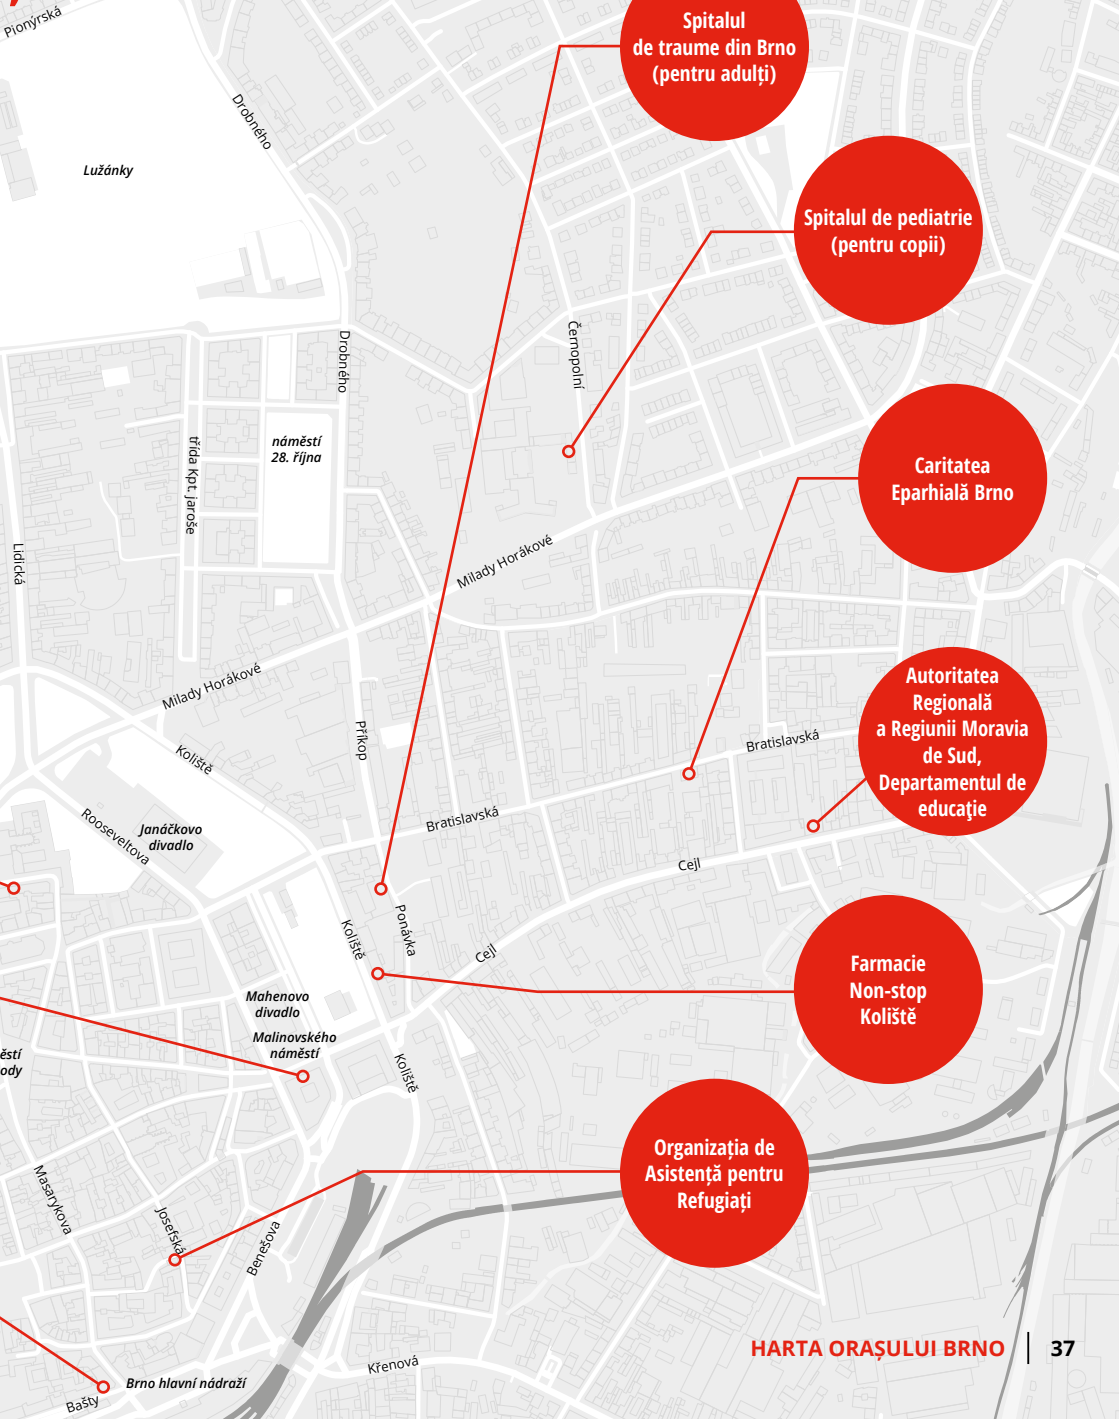 Pionýrská
Spitalul
de traume din Brno
(pentru adulți)
Drobného
Lužánky
Spitalul de pediatrie
(pentru copii)
Černopolní
Drobného
náměstí
28. října
třída Kpt. jaroše
Caritatea
Eparhială Brno
Lidická
Milady Horákové
Milady Horákové
Autoritatea
Regională
a Regiunii Moravia
de Sud,
Departamentul de
educaţie
Příkop
Koliště
Bratislavská
Bratislavská
Rooseveltova
Janáčkovo
divadlo
Cejl
Ponávka
Koliště
Cejl
Farmacie
Non-stop
Koliště
Mahenovo
divadlo
Malinovského
náměstí
ěstí
ody
Koliště
Organizația de
Asistență pentru
Refugiați
Masarykova
Josefská
Benešova
HARTA ORAȘULUI BRNO
37
Křenová
Brno hlavní nádraží
Bašty